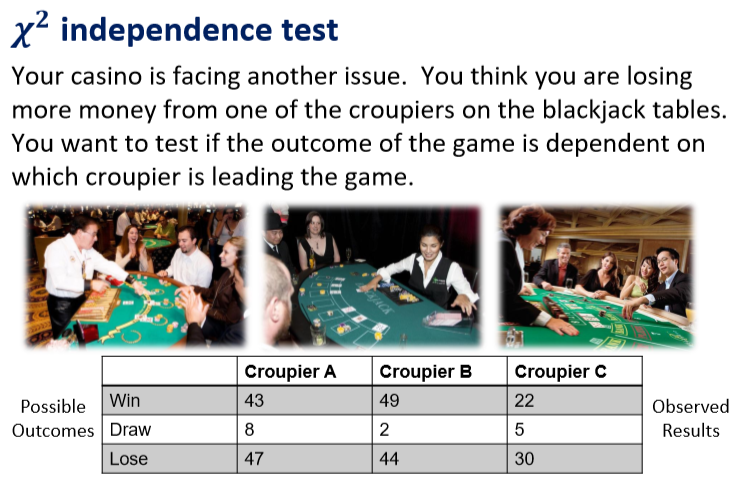 χ² independence test
Your casino is facing another issue.  You think you are losing
more money from one of the croupiers on the blackjack tables.
You want to test if the outcome of the game is dependent on
which croupier is leading the game.
BLACKJACK
Croupier A Croupier B Croupier C
Possible Outcomes
Win 43 49 22
Draw 8 2 5
Lose 47 44 30
Observed Results